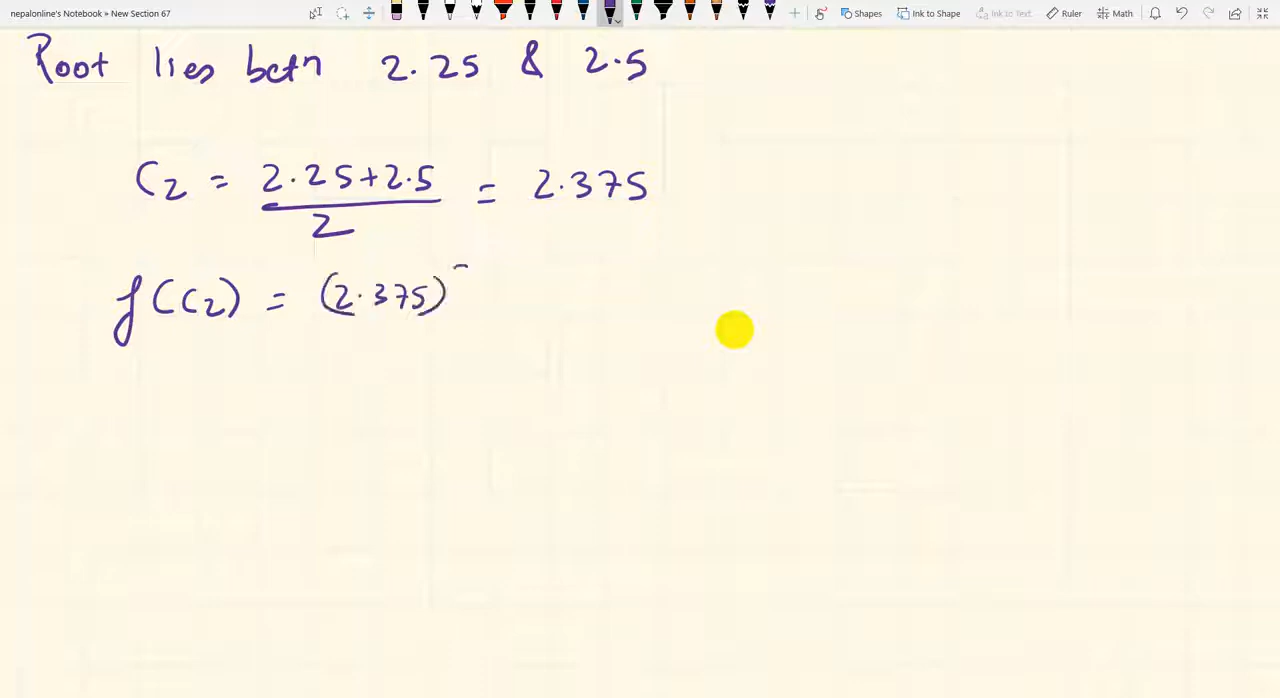 nepalonline's Notebook » New Section 67
Shapes Ink to Shape Ink to Text Ruler Math
Root lies betn 2.25 & 2.5
C2 = 2.25+2.5 / 2 = 2.375
f(C2) = (2.375)